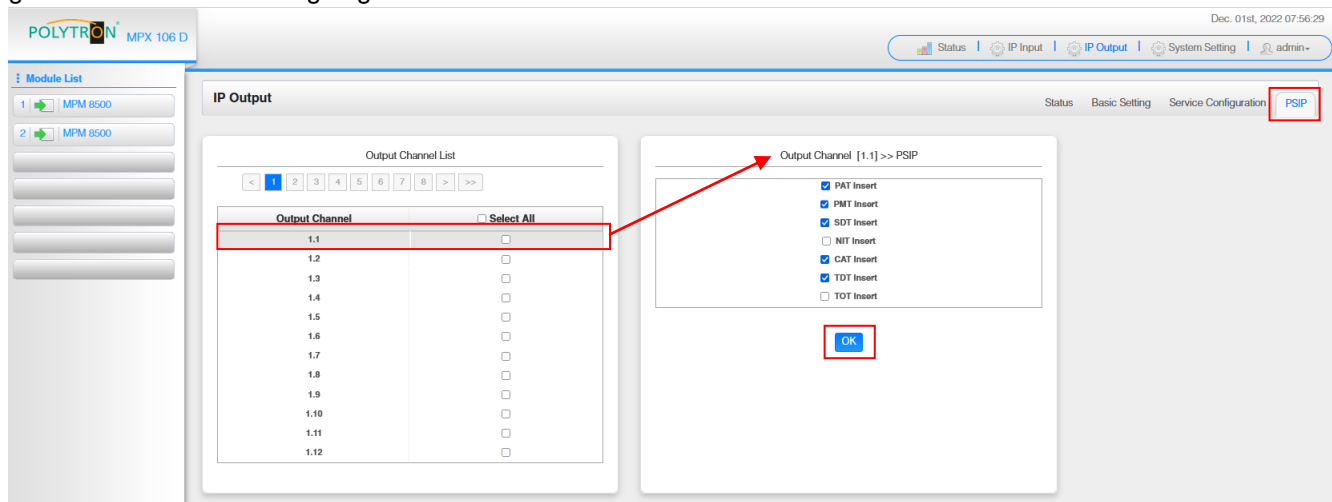 Dec. 01st, 2022 07:56:29
POLYTRON MPX 106 D
Status | IP Input | IP Output | System Setting | admin
Module List
1 MPM 8500
2 MPM 8500
IP Output
Status Basic Setting Service Configuration PSIP
Output Channel List
< 1 2 3 4 5 6 7 8 > >>
Output Channel Select All
1.1
1.2
1.3
1.4
1.5
1.6
1.7
1.8
1.9
1.10
1.11
1.12
Output Channel [1.1] >> PSIP
PAT Insert
PMT Insert
SDT Insert
NIT Insert
CAT Insert
TDT Insert
TOT Insert
OK